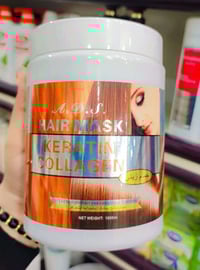 A.D.S.
HAIR MASK
KERATIN
COLLAGEN
NET WEIGHT: 1000ml